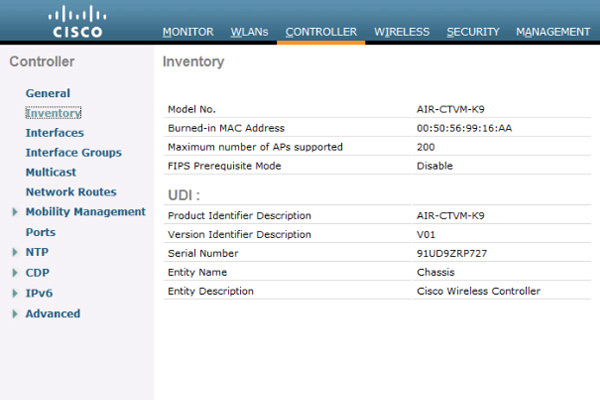 CISCO
MONITOR WLANs CONTROLLER WIRELESS SECURITY MANAGEMENT
Controller
General
Inventory
Interfaces
Interface Groups
Multicast
Network Routes
Mobility Management
Ports
NTP
CDP
IPv6
Advanced
Inventory
Model No. AIR-CTVM-K9
Burned-in MAC Address 00:50:56:99:16:AA
Maximum number of APs supported 200
FIPS Prerequisite Mode Disable
UDI :
Product Identifier Description AIR-CTVM-K9
Version Identifier Description V01
Serial Number 91UD9ZRP727
Entity Name Chassis
Entity Description Cisco Wireless Controller